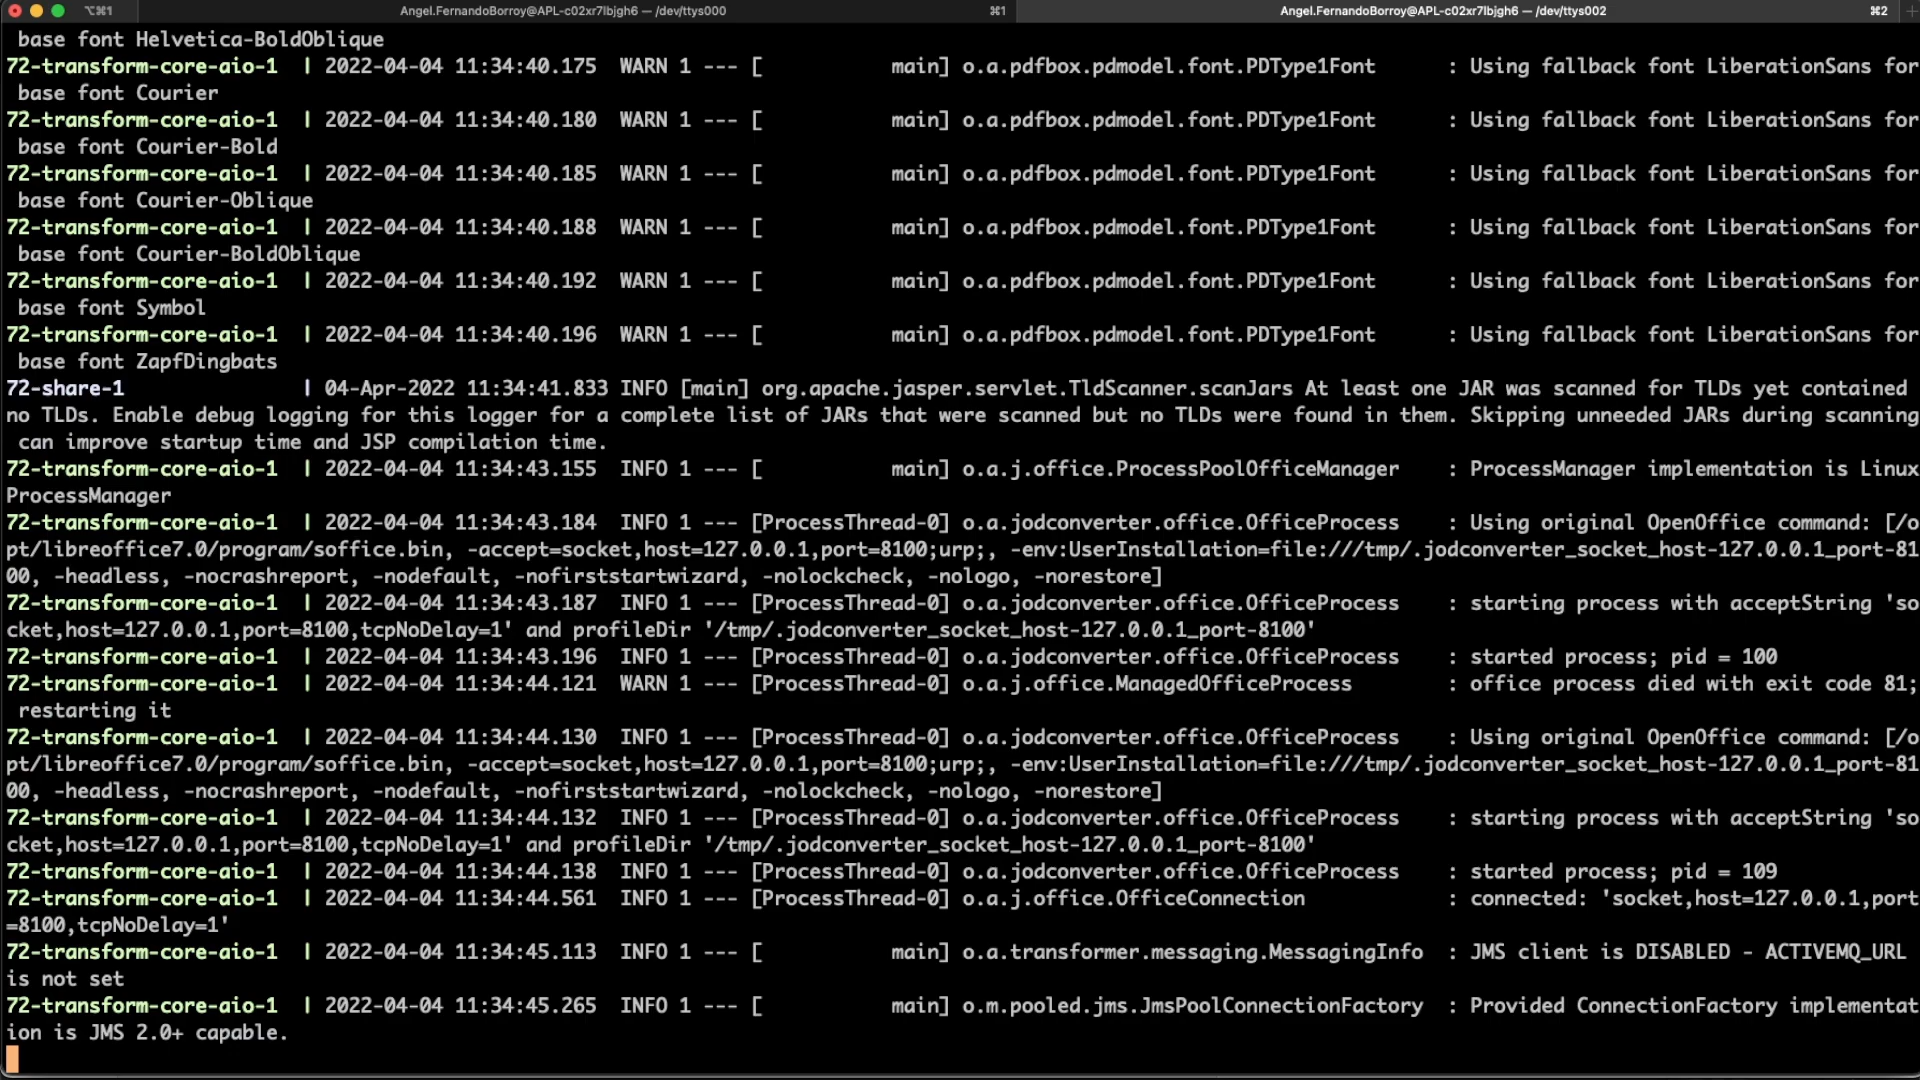 ⌥⌘1 Angel.FernandoBorroy@APL-c02xr7lbjgh6 — /dev/ttys000 ⌘1 Angel.FernandoBorroy@APL-c02xr7lbjgh6 — /dev/ttys002 ⌘2
base font Helvetica-BoldOblique
72-transform-core-aio-1 | 2022-04-04 11:34:40.175 WARN 1 --- [ main] o.a.pdfbox.pdmodel.font.PDType1Font : Using fallback font LiberationSans for
base font Courier
72-transform-core-aio-1 | 2022-04-04 11:34:40.180 WARN 1 --- [ main] o.a.pdfbox.pdmodel.font.PDType1Font : Using fallback font LiberationSans for
base font Courier-Bold
72-transform-core-aio-1 | 2022-04-04 11:34:40.185 WARN 1 --- [ main] o.a.pdfbox.pdmodel.font.PDType1Font : Using fallback font LiberationSans for
base font Courier-Oblique
72-transform-core-aio-1 | 2022-04-04 11:34:40.188 WARN 1 --- [ main] o.a.pdfbox.pdmodel.font.PDType1Font : Using fallback font LiberationSans for
base font Courier-BoldOblique
72-transform-core-aio-1 | 2022-04-04 11:34:40.192 WARN 1 --- [ main] o.a.pdfbox.pdmodel.font.PDType1Font : Using fallback font LiberationSans for
base font Symbol
72-transform-core-aio-1 | 2022-04-04 11:34:40.196 WARN 1 --- [ main] o.a.pdfbox.pdmodel.font.PDType1Font : Using fallback font LiberationSans for
base font ZapfDingbats
72-share-1 | 04-Apr-2022 11:34:41.833 INFO [main] org.apache.jasper.servlet.TldScanner.scanJars At least one JAR was scanned for TLDs yet contained
no TLDs. Enable debug logging for this logger for a complete list of JARs that were scanned but no TLDs were found in them. Skipping unneeded JARs during scanning
can improve startup time and JSP compilation time.
72-transform-core-aio-1 | 2022-04-04 11:34:43.155 INFO 1 --- [ main] o.a.j.office.ProcessPoolOfficeManager : ProcessManager implementation is Linux
ProcessManager
72-transform-core-aio-1 | 2022-04-04 11:34:43.184 INFO 1 --- [ProcessThread-0] o.a.jodconverter.office.OfficeProcess : Using original OpenOffice command: [/o
pt/libreoffice7.0/program/soffice.bin, -accept=socket,host=127.0.0.1,port=8100;urp;, -env:UserInstallation=file:///tmp/.jodconverter_socket_host-127.0.0.1_port-81
00, -headless, -nocrashreport, -nodefault, -nofirststartwizard, -nolockcheck, -nologo, -norestore]
72-transform-core-aio-1 | 2022-04-04 11:34:43.187 INFO 1 --- [ProcessThread-0] o.a.jodconverter.office.OfficeProcess : starting process with acceptString 'so
cket,host=127.0.0.1,port=8100,tcpNoDelay=1' and profileDir '/tmp/.jodconverter_socket_host-127.0.0.1_port-8100'
72-transform-core-aio-1 | 2022-04-04 11:34:43.196 INFO 1 --- [ProcessThread-0] o.a.jodconverter.office.OfficeProcess : started process; pid = 100
72-transform-core-aio-1 | 2022-04-04 11:34:44.121 WARN 1 --- [ProcessThread-0] o.a.j.office.ManagedOfficeProcess : office process died with exit code 81;
restarting it
72-transform-core-aio-1 | 2022-04-04 11:34:44.130 INFO 1 --- [ProcessThread-0] o.a.jodconverter.office.OfficeProcess : Using original OpenOffice command: [/o
pt/libreoffice7.0/program/soffice.bin, -accept=socket,host=127.0.0.1,port=8100;urp;, -env:UserInstallation=file:///tmp/.jodconverter_socket_host-127.0.0.1_port-81
00, -headless, -nocrashreport, -nodefault, -nofirststartwizard, -nolockcheck, -nologo, -norestore]
72-transform-core-aio-1 | 2022-04-04 11:34:44.132 INFO 1 --- [ProcessThread-0] o.a.jodconverter.office.OfficeProcess : starting process with acceptString 'so
cket,host=127.0.0.1,port=8100,tcpNoDelay=1' and profileDir '/tmp/.jodconverter_socket_host-127.0.0.1_port-8100'
72-transform-core-aio-1 | 2022-04-04 11:34:44.138 INFO 1 --- [ProcessThread-0] o.a.jodconverter.office.OfficeProcess : started process; pid = 109
72-transform-core-aio-1 | 2022-04-04 11:34:44.561 INFO 1 --- [ProcessThread-0] o.a.j.office.OfficeConnection : connected: 'socket,host=127.0.0.1,port
=8100,tcpNoDelay=1'
72-transform-core-aio-1 | 2022-04-04 11:34:45.113 INFO 1 --- [ main] o.a.transformer.messaging.MessagingInfo : JMS client is DISABLED - ACTIVEMQ_URL
is not set
72-transform-core-aio-1 | 2022-04-04 11:34:45.265 INFO 1 --- [ main] o.m.pooled.jms.JmsPoolConnectionFactory : Provided ConnectionFactory implementat
ion is JMS 2.0+ capable.